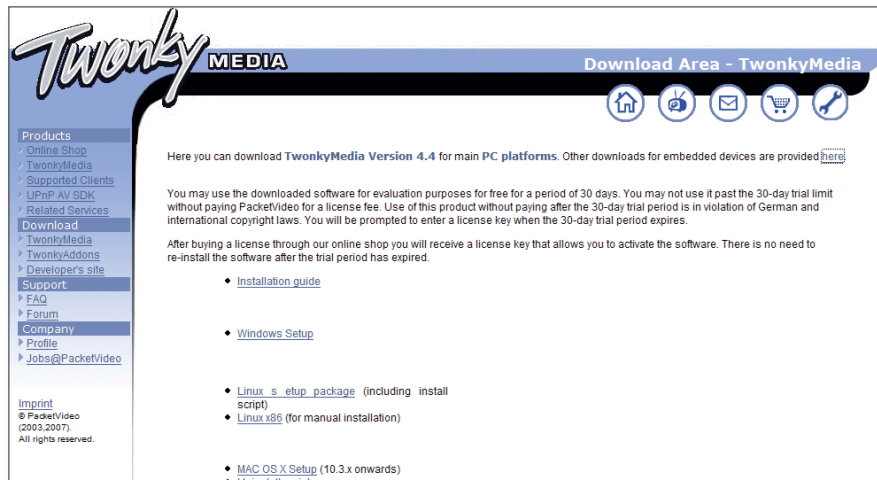 Twonky MEDIA
Download Area - TwonkyMedia
Products
Online Shop
TwonkyMedia
Supported Clients
UPnP AV SDK
Related Services
Download
TwonkyMedia
TwonkyAddons
Developer's site
Support
FAQ
Forum
Company
Profile
Jobs@PacketVideo
Imprint
© PacketVideo
(2003,2007).
All rights reserved.
Here you can download TwonkyMedia Version 4.4 for main PC platforms. Other downloads for embedded devices are provided here.
You may use the downloaded software for evaluation purposes for free for a period of 30 days. You may not use it past the 30-day trial limit
without paying PacketVideo for a license fee. Use of this product without paying after the 30-day trial period is in violation of German and
international copyright laws. You will be prompted to enter a license key when the 30-day trial period expires.
After buying a license through our online shop you will receive a license key that allows you to activate the software. There is no need to
re-install the software after the trial period has expired.
Installation guide
Windows Setup
Linux s etup package (including install
script)
Linux x86 (for manual installation)
MAC OS X Setup (10.3.x onwards)